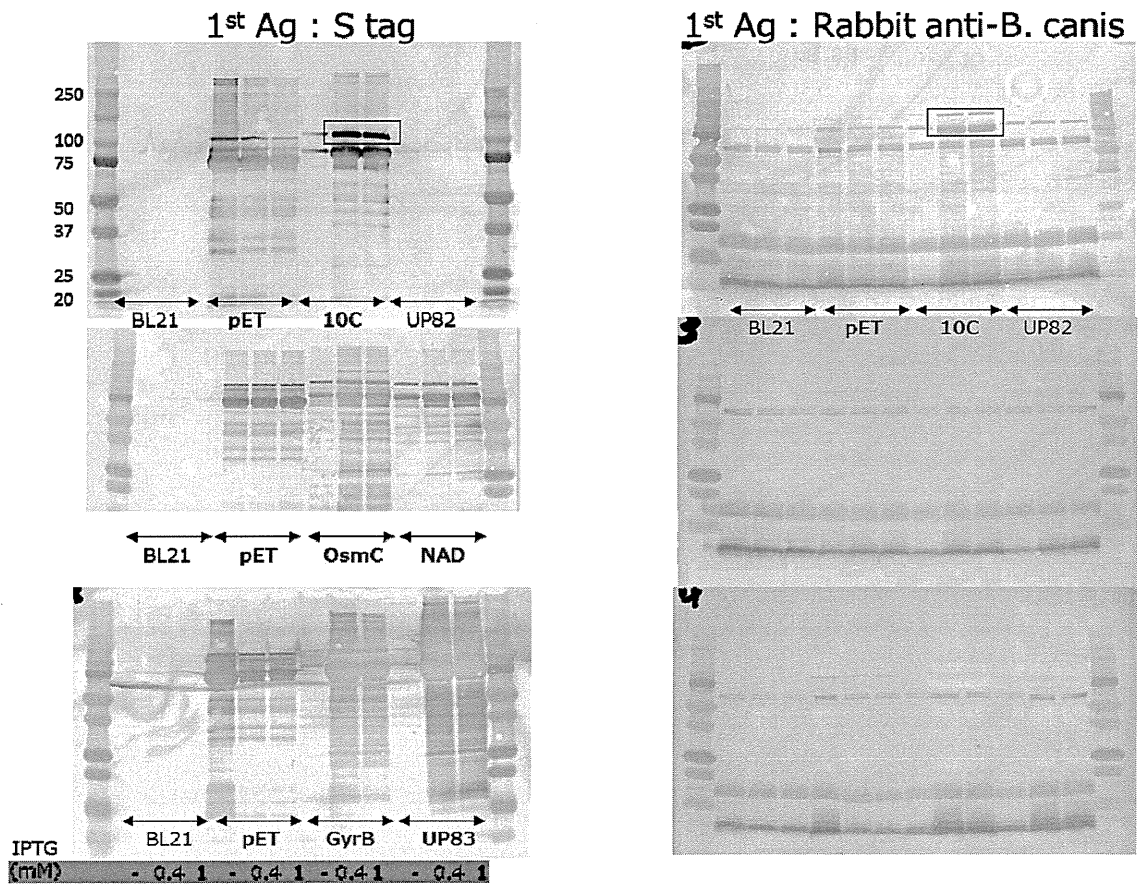 1st Ag : S tag
250
100
75
50
37
25
20
BL21 pET 10C UP82
BL21 pET OsmC NAD
BL21 pET GyrB UP83
IPTG
(mM) - 0.4 1 - 0.4 1 - 0.4 1 - 0.4 1
1st Ag : Rabbit anti-B. canis
BL21 pET 10C UP82
3
4